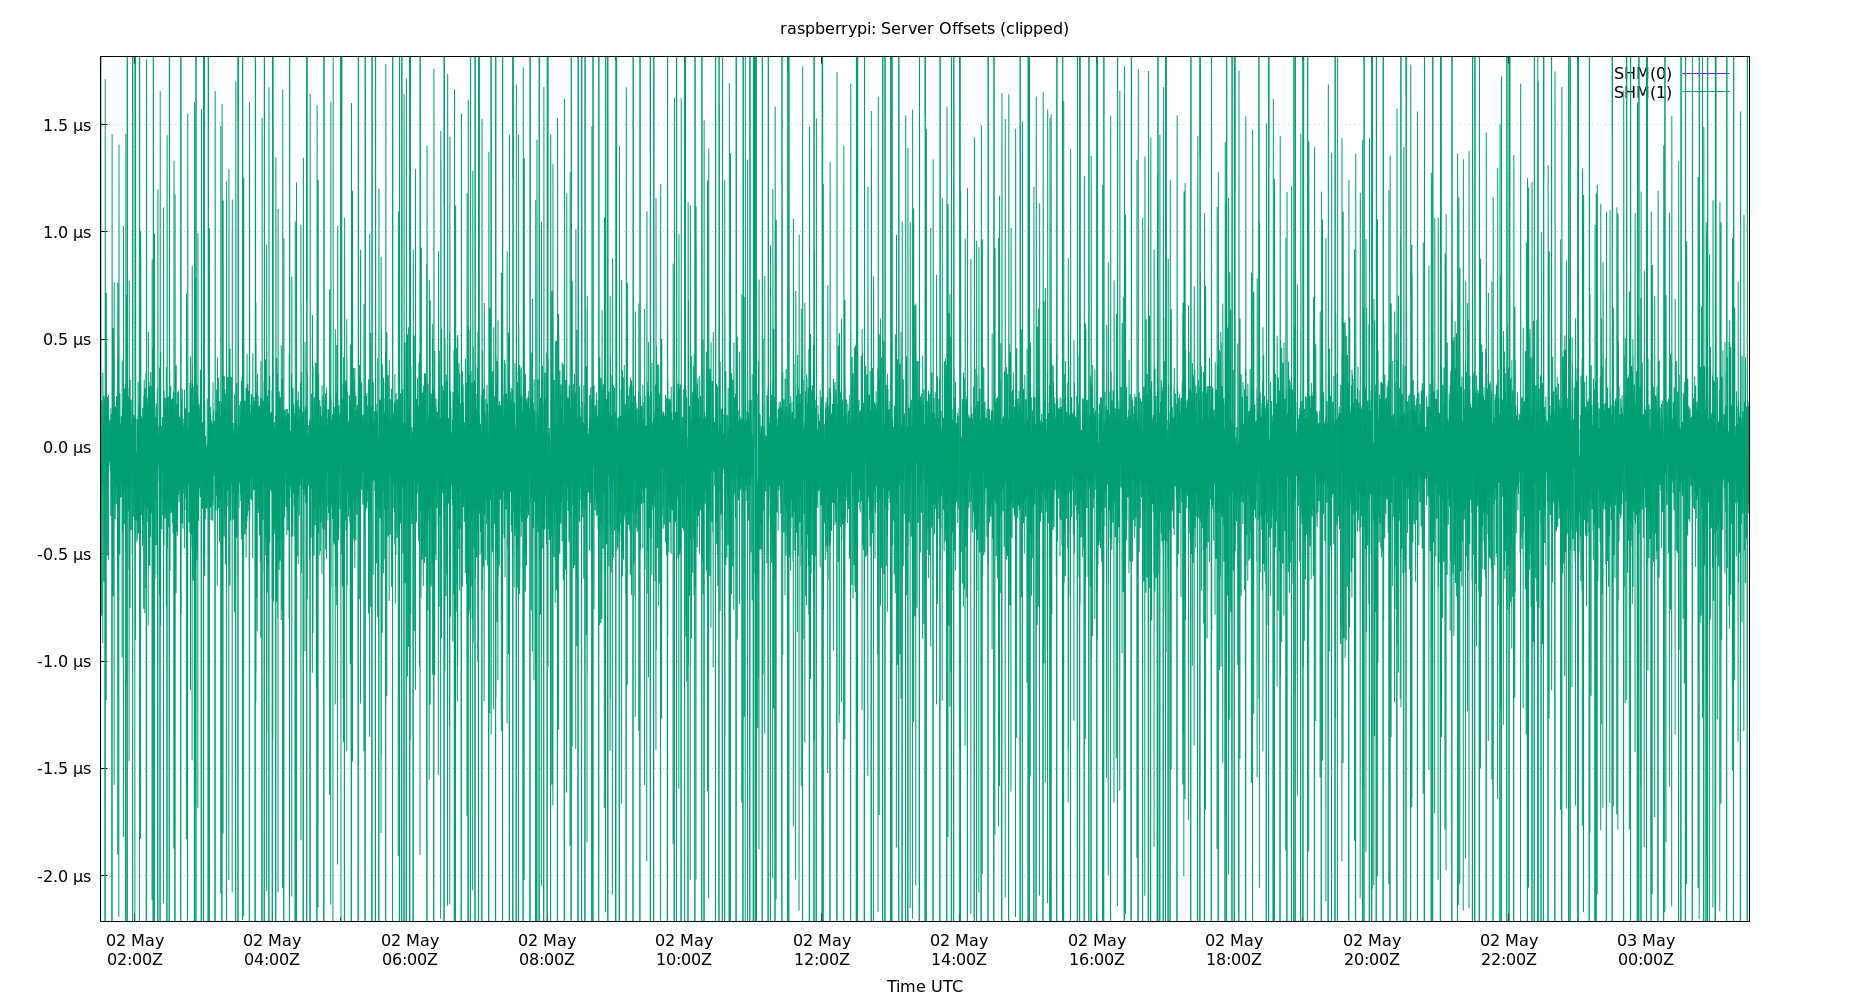 raspberrypi: Server Offsets (clipped)
SHM(0)
SHM(1)
1.5 µs
1.0 µs
0.5 µs
0.0 µs
-0.5 µs
-1.0 µs
-1.5 µs
-2.0 µs
02 May 02 May 02 May 02 May 02 May 02 May 02 May 02 May 02 May 02 May 02 May 03 May
02:00Z 04:00Z 06:00Z 08:00Z 10:00Z 12:00Z 14:00Z 16:00Z 18:00Z 20:00Z 22:00Z 00:00Z
Time UTC